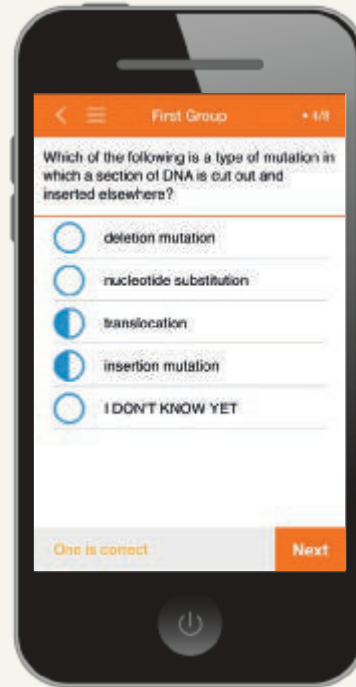 First Group
4/8
Which of the following is a type of mutation in
which a section of DNA is cut out and
inserted elsewhere?
deletion mutation
nucleotide substitution
translocation
insertion mutation
I DON'T KNOW YET
One is correct
Next